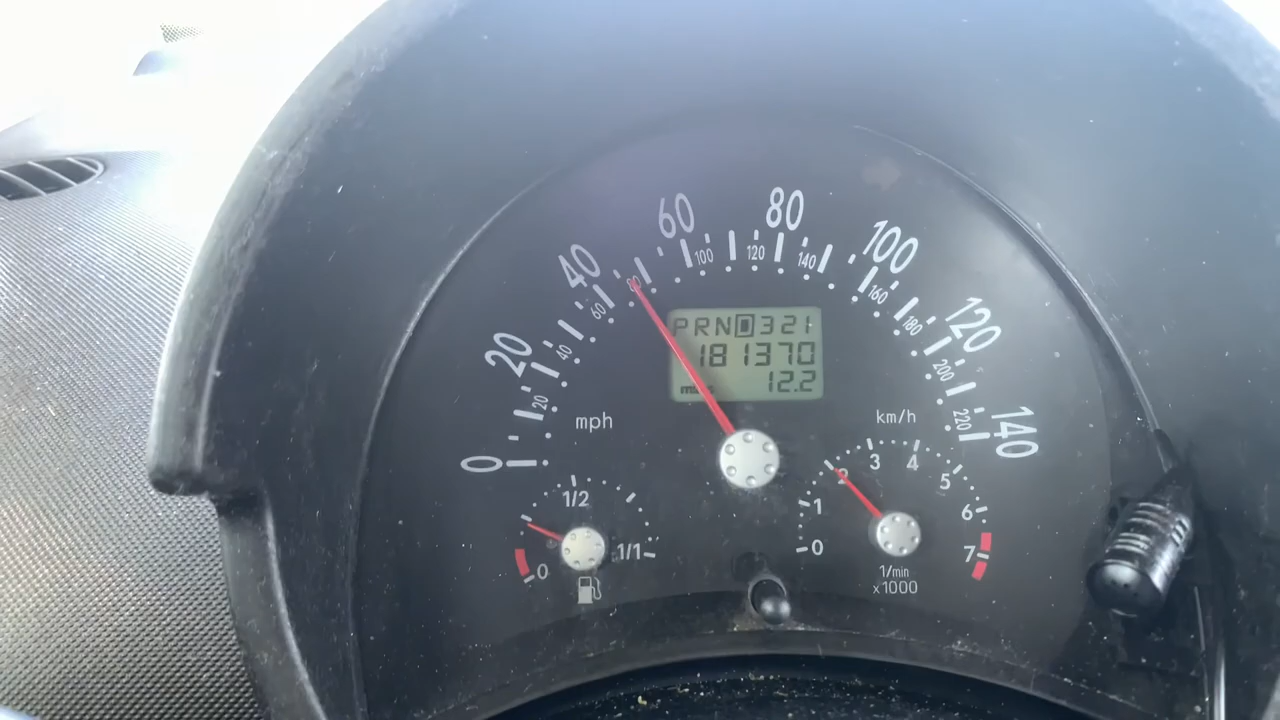 0 20 40 60 80 100 120 140
20 40 60 80 100 120 140 160 180 200 220
mph
km/h
PRND321
181370
12.2
0 1/2 1/1
0 1 2 3 4 5 6 7
1/min
x1000